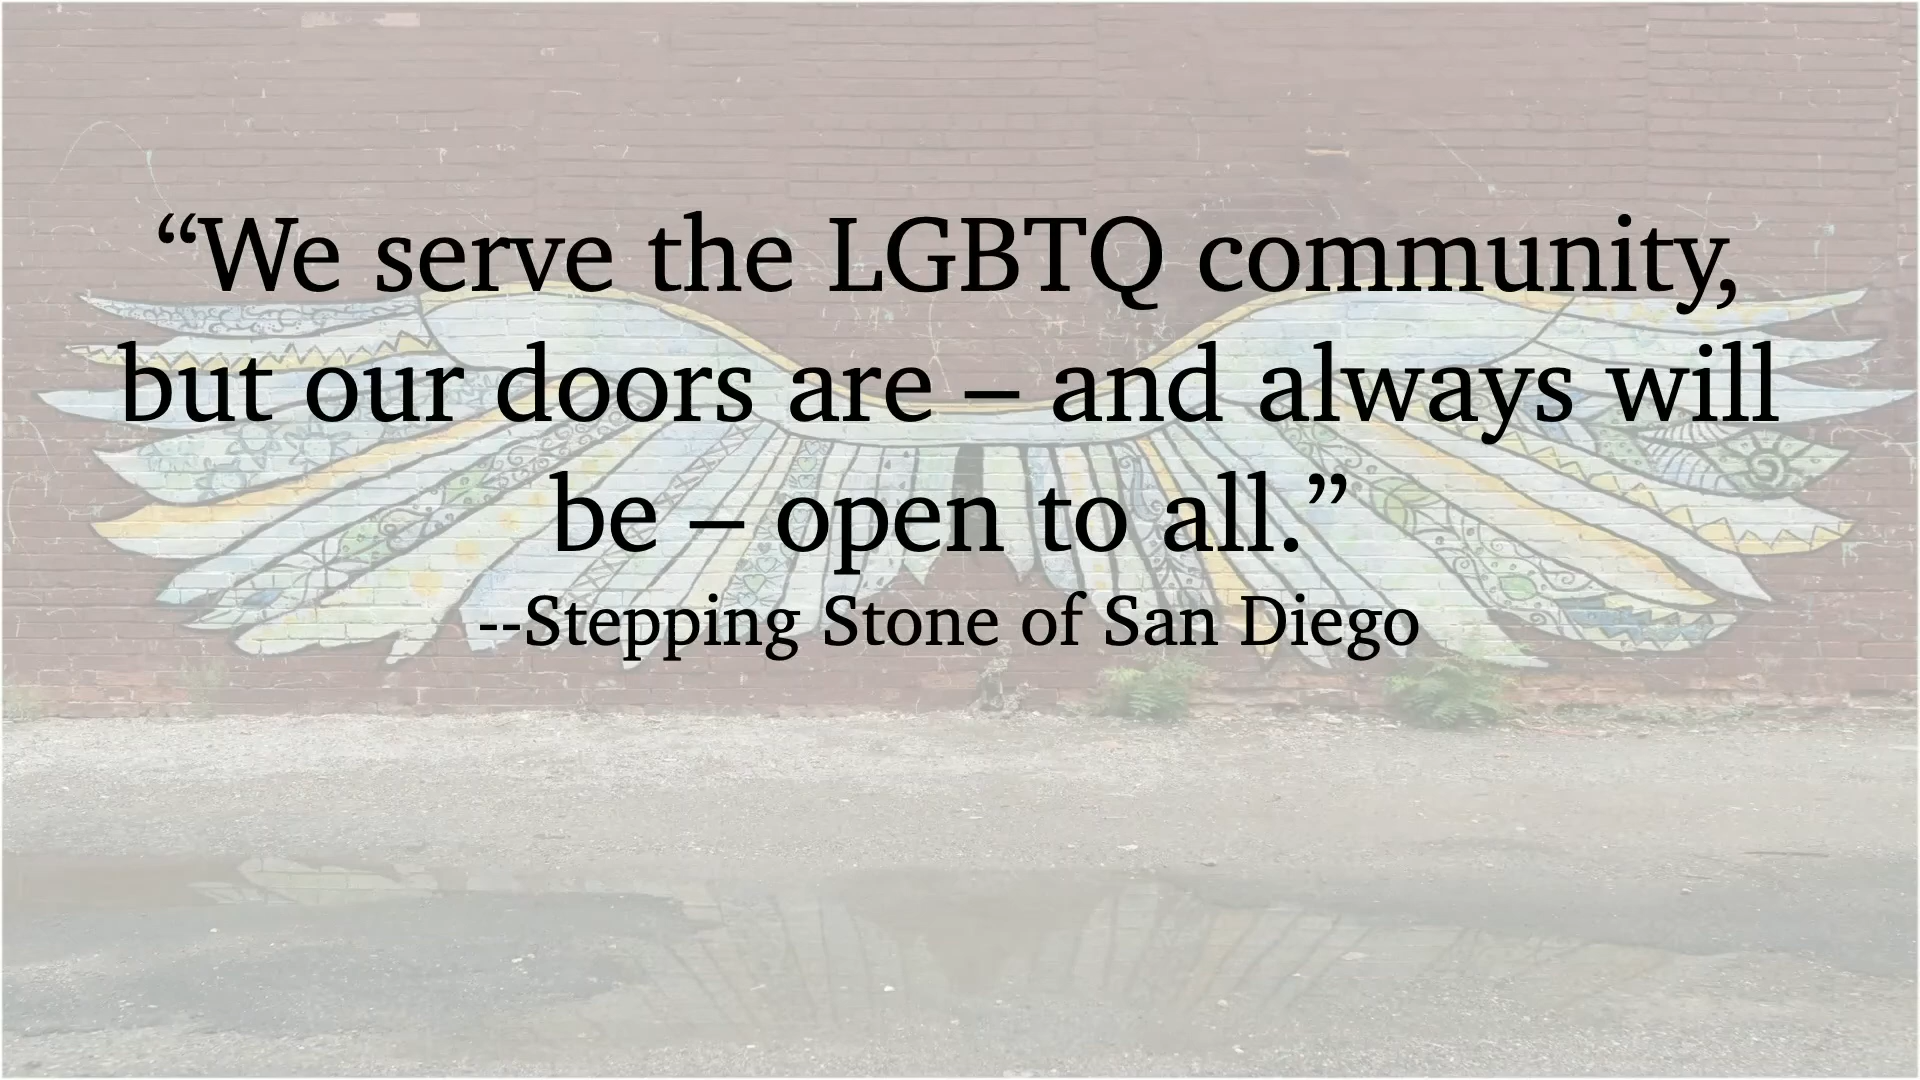 “We serve the LGBTQ community,
but our doors are – and always will
be – open to all.”
--Stepping Stone of San Diego